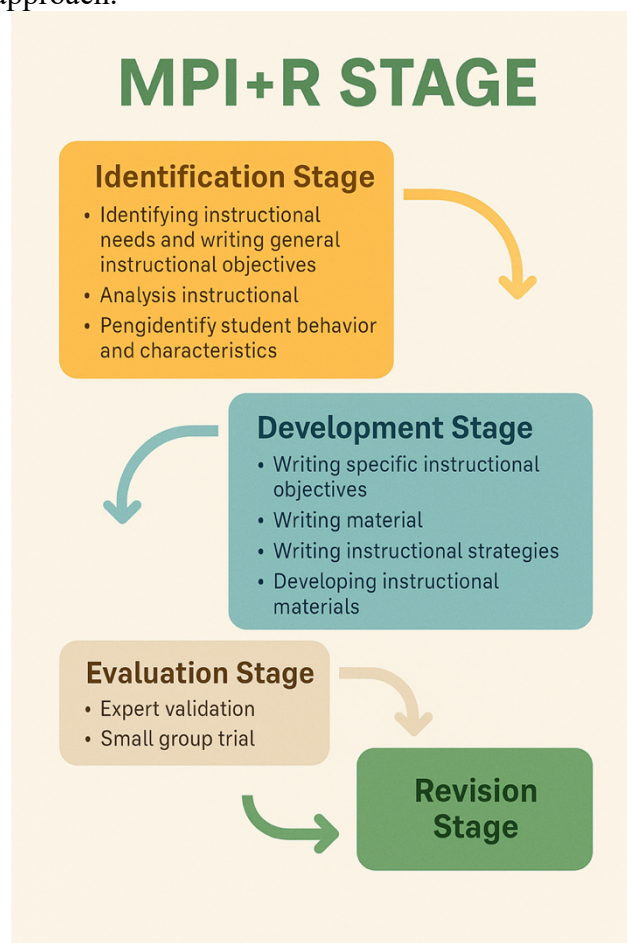 approach.
MPI+R STAGE
Identification Stage
• Identifying instructional
needs and writing general
instructional objectives
• Analysis instructional
• Pengidentify student behavior
and characteristics
Development Stage
• Writing specific instructional
objectives
• Writing material
• Writing instructional strategies
• Developing instructional
materials
Evaluation Stage
• Expert validation
• Small group trial
Revision
Stage